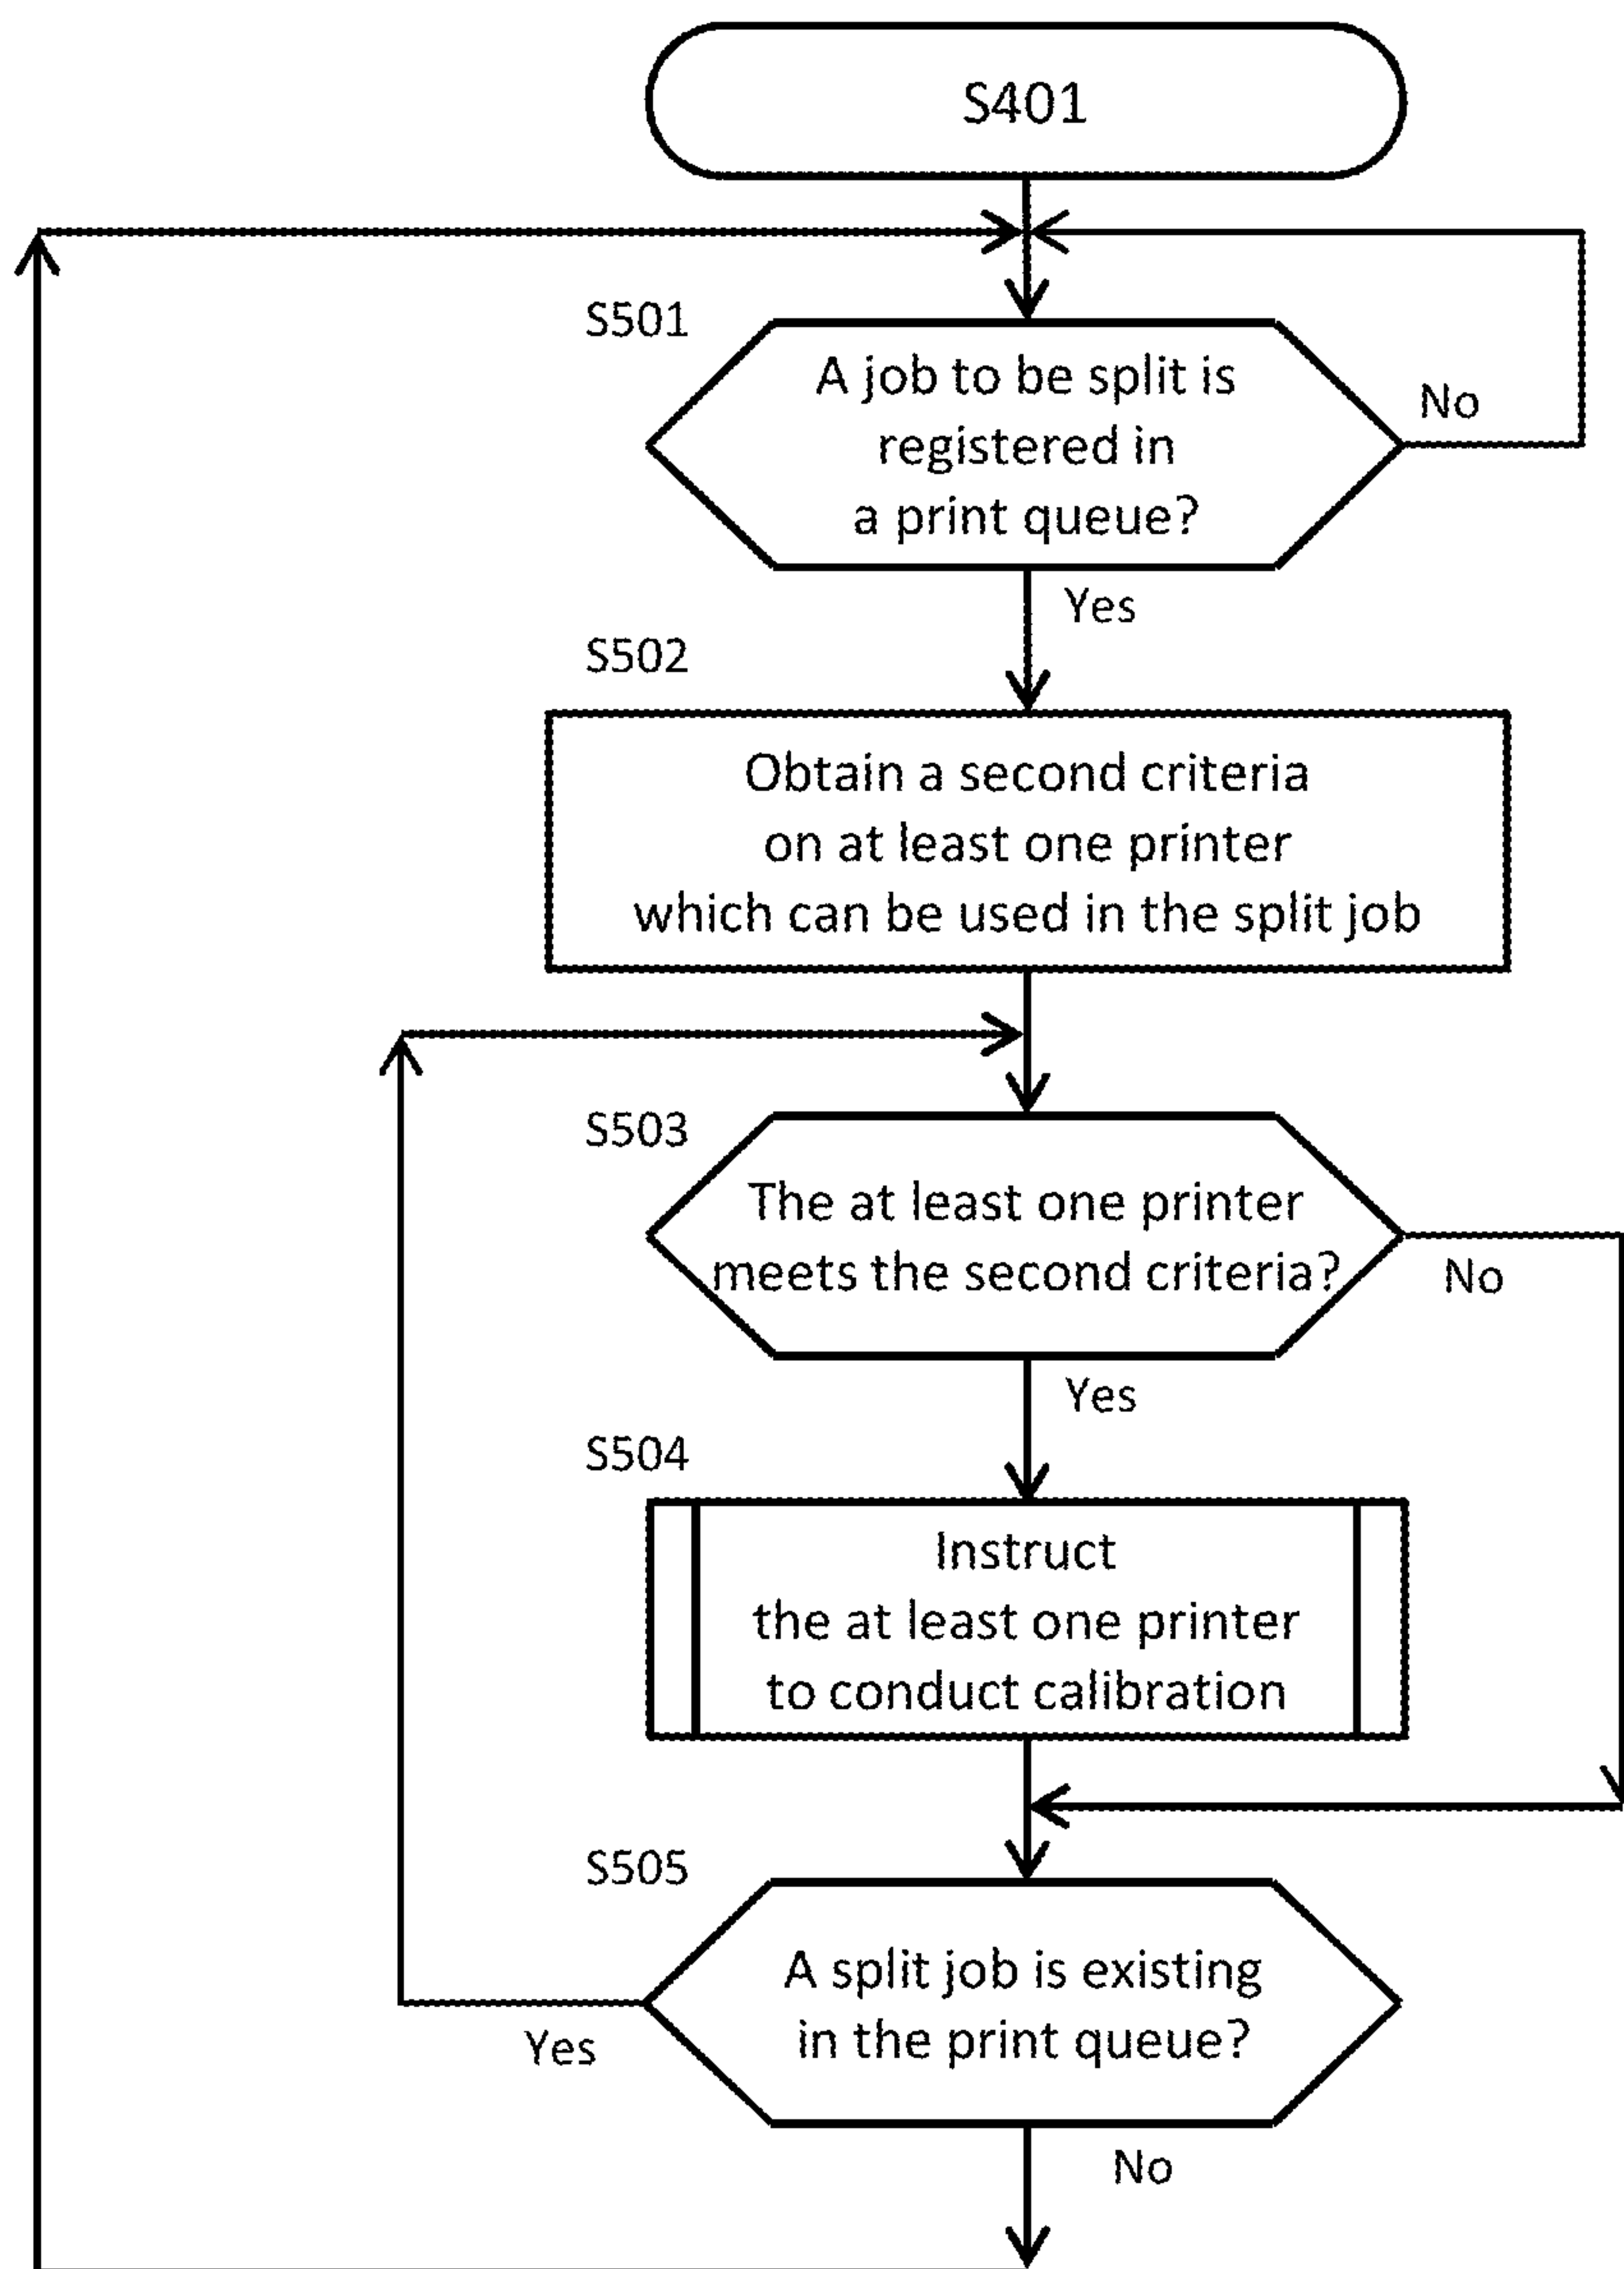 S401
S501
A job to be split is
registered in
a print queue?
No
Yes
S502
Obtain a second criteria
on at least one printer
which can be used in the split job
S503
The at least one printer
meets the second criteria?
No
Yes
S504
Instruct
the at least one printer
to conduct calibration
S505
A split job is existing
in the print queue?
Yes
No